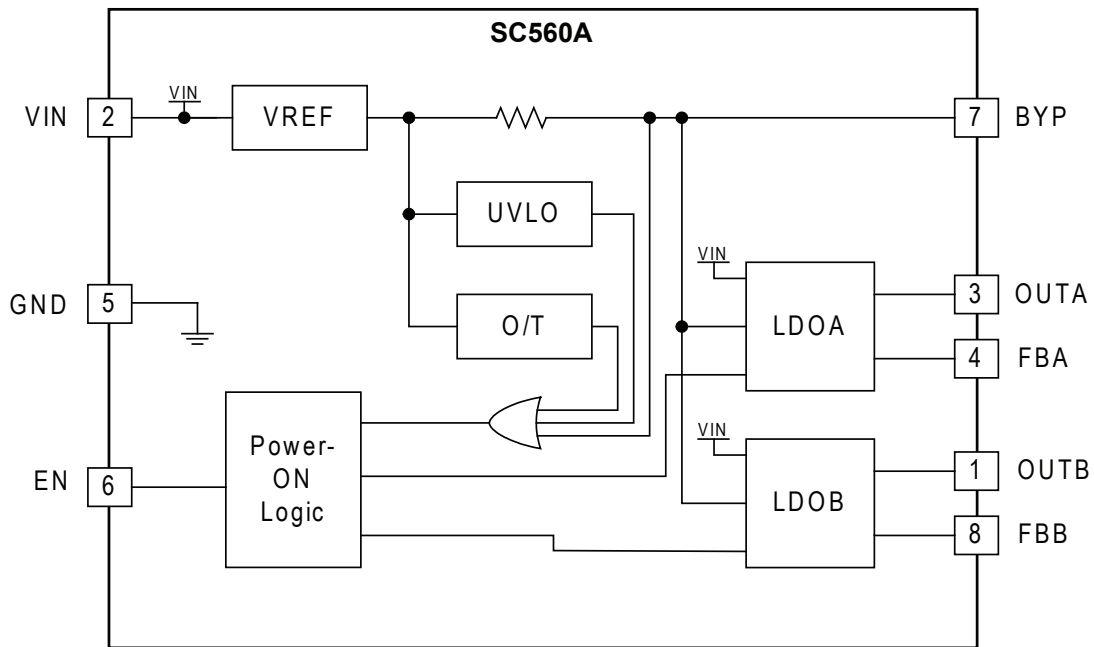 SC560A
VIN 2 VIN VREF 7 BYP
UVLO
VIN
GND 5 O/T LDOA 3 OUTA
4 FBA
Power-
ON
Logic
VIN
EN 6 LDOB 1 OUTB
8 FBB